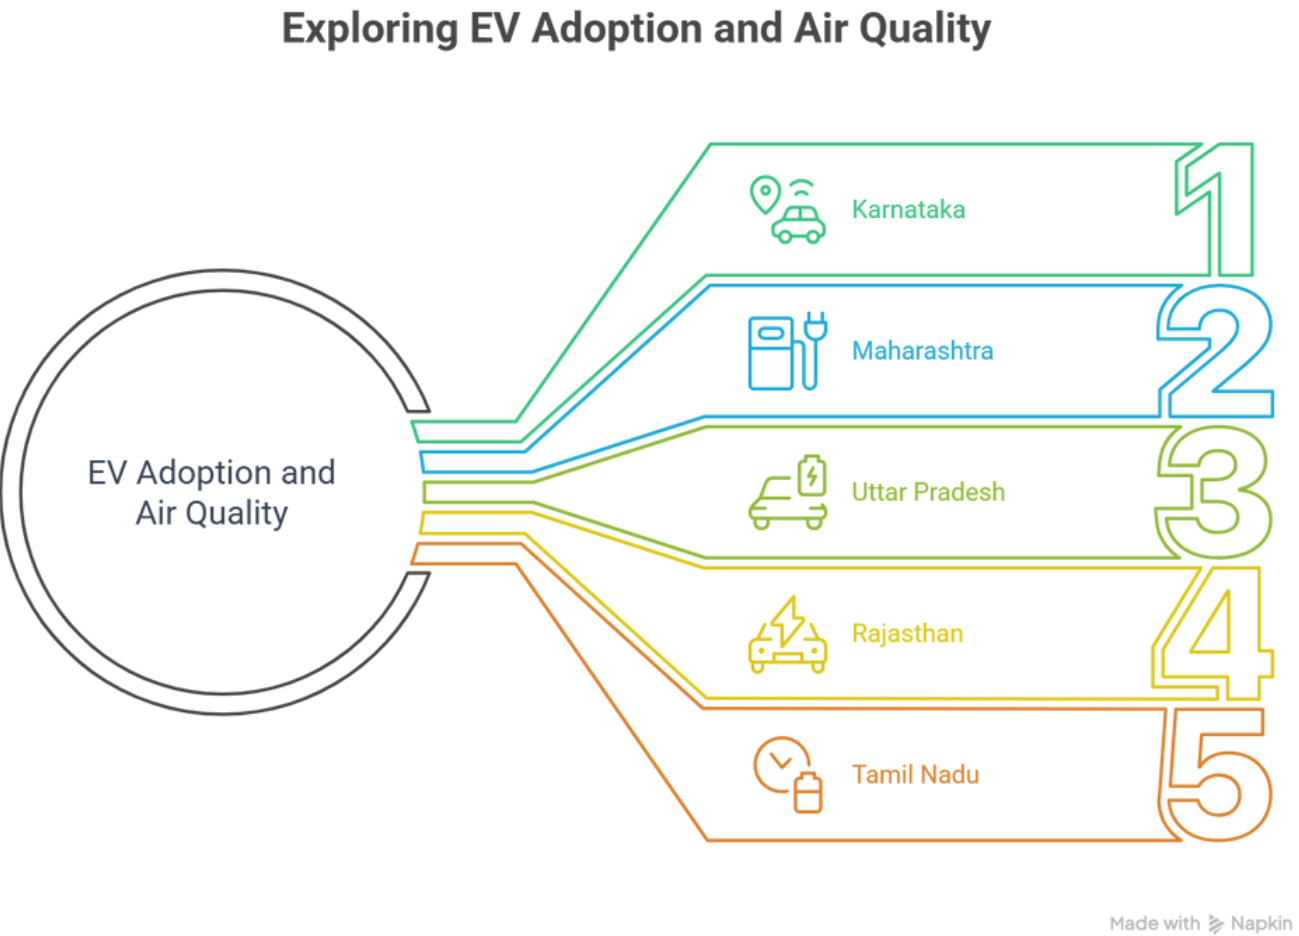 Exploring EV Adoption and Air Quality
EV Adoption and
Air Quality
Karnataka
1
Maharashtra
2
Uttar Pradesh
3
Rajasthan
4
Tamil Nadu
5
Made with Napkin